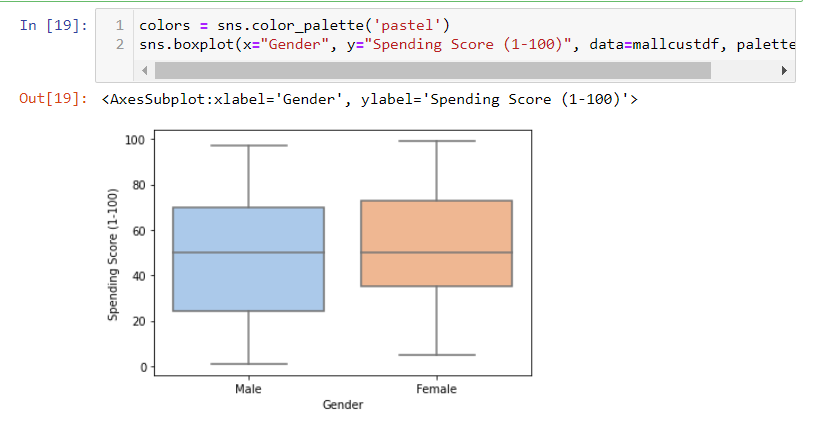 In [19]:
1 colors = sns.color_palette('pastel')
2 sns.boxplot(x="Gender", y="Spending Score (1-100)", data=mallcustdf, palette
Out[19]: <AxesSubplot:xlabel='Gender', ylabel='Spending Score (1-100)'>
100
80
60
40
20
0
Spending Score (1-100)
Male Female
Gender